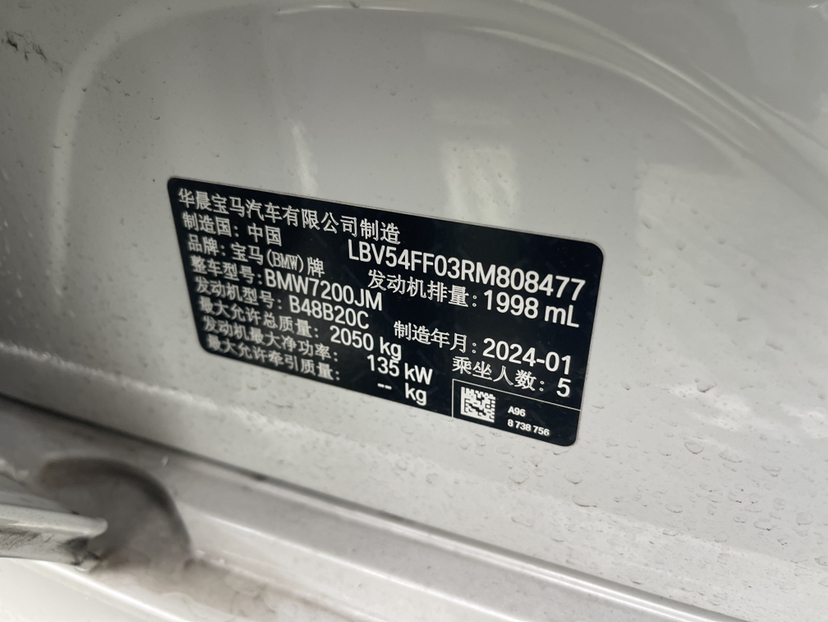 华晨宝马汽车有限公司制造
制造国: 中国 LBV54FF03RM808477
品牌: 宝马(BMW)牌 发动机排量: 1998 mL
整车型号: BMW7200JM
发动机型号: B48B20C 制造年月: 2024-01
最大允许总质量: 2050 kg 乘坐人数: 5
发动机最大净功率: 135 kW
最大允许牵引质量: -- kg
A96
8 738 756